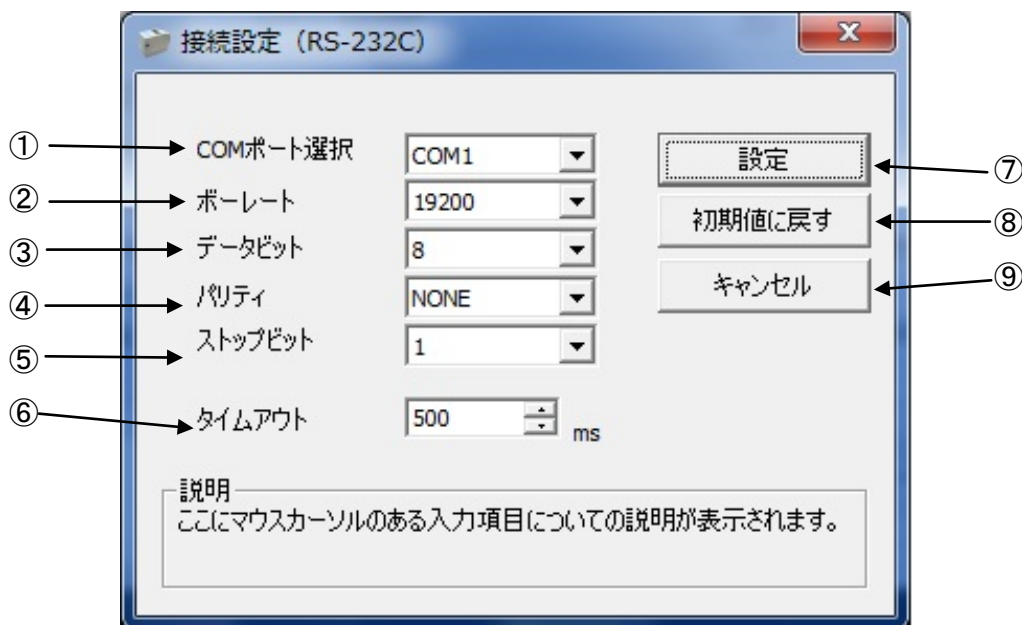 接続設定（RS-232C）
① COMポート選択 COM1
② ボーレート 19200
③ データビット 8
④ パリティ NONE
⑤ ストップビット 1
⑥ タイムアウト 500 ms
設定 ⑦
初期値に戻す ⑧
キャンセル ⑨
説明
ここにマウスカーソルのある入力項目についての説明が表示されます。